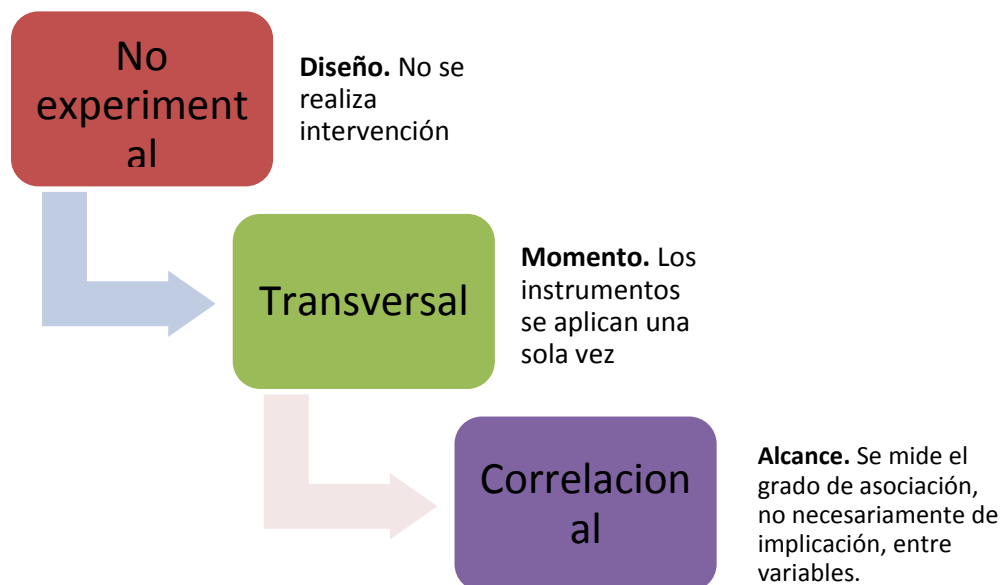 No
experiment
al
Diseño. No se
realiza
intervención
Transversal
Momento. Los
instrumentos
se aplican una
sola vez
Correlacion
al
Alcance. Se mide el
grado de asociación,
no necesariamente de
implicación, entre
variables.